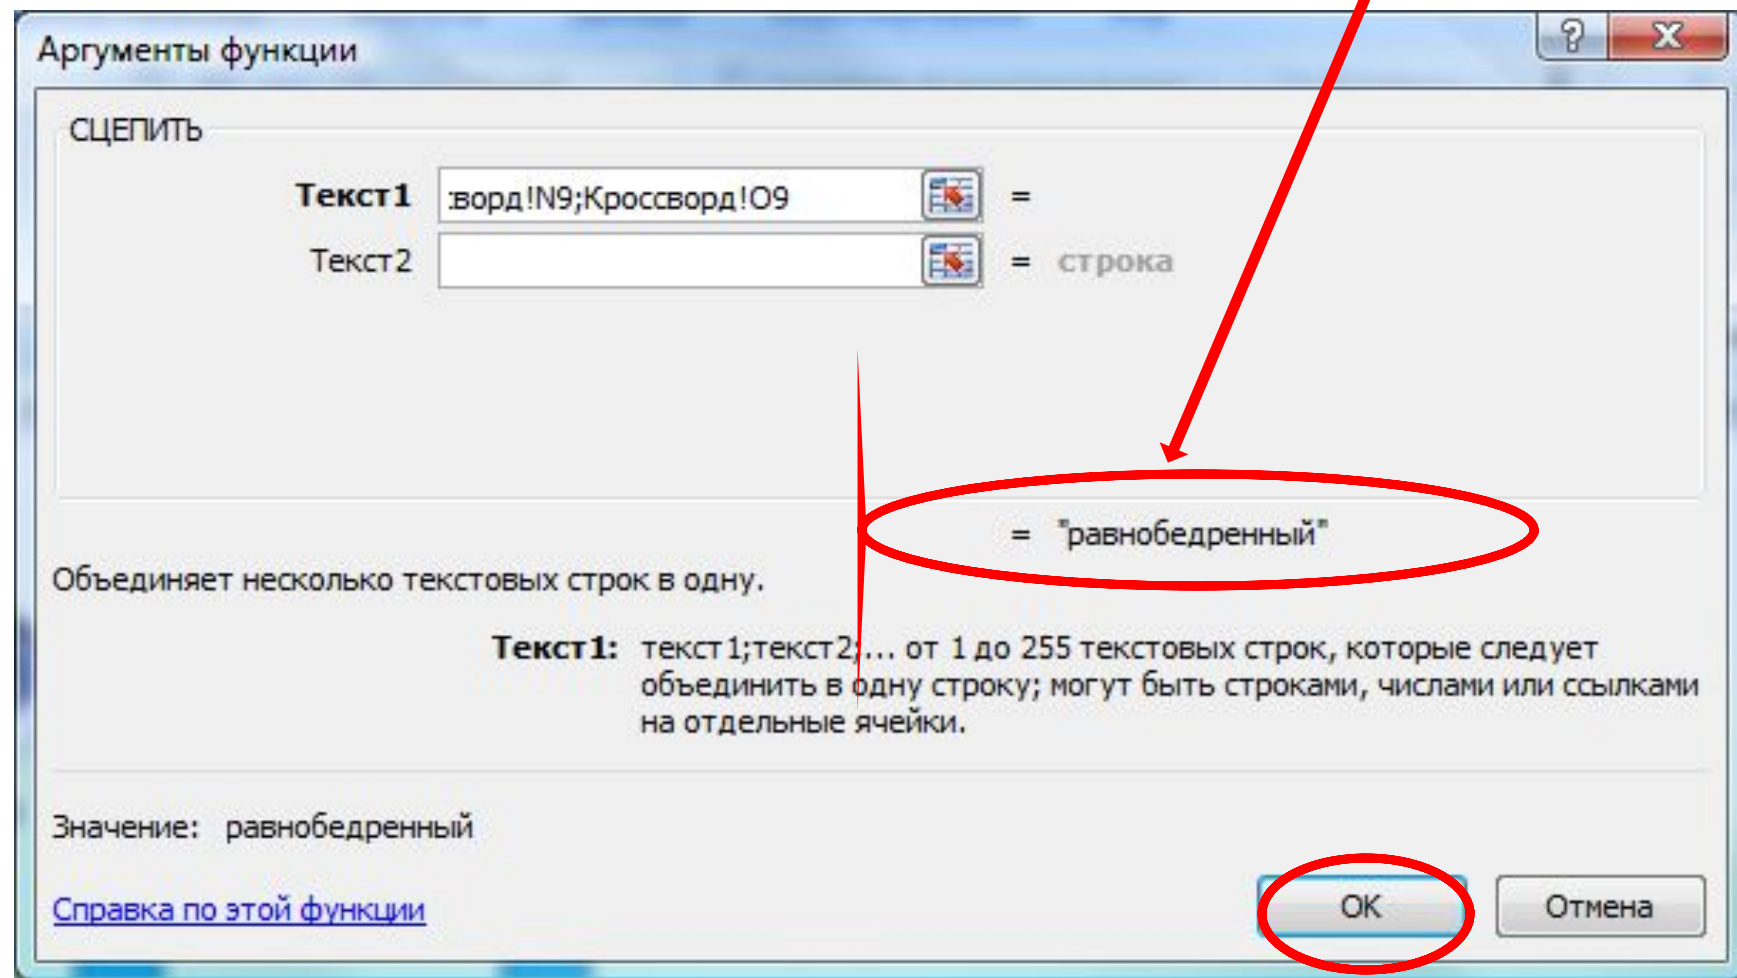 Аргументы функции
?
СЦЕПИТЬ
Текст1 :ворд!N9;Кроссворд!O9 =
Текст2 = строка
= "равнобедренный"
Объединяет несколько текстовых строк в одну.
Текст1: текст1;текст2;... от 1 до 255 текстовых строк, которые следует
объединить в одну строку; могут быть строками, числами или ссылками
на отдельные ячейки.
Значение: равнобедренный
Справка по этой функции
ОК
Отмена